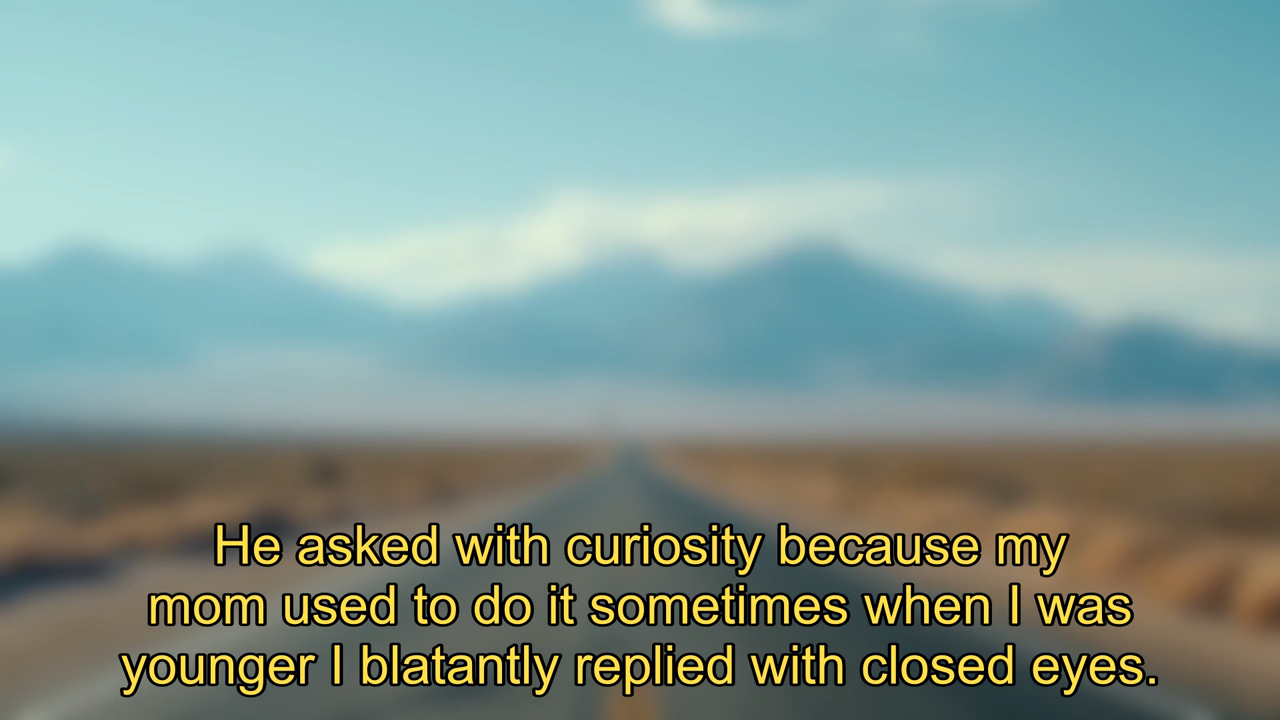 He asked with curiosity because my
mom used to do it sometimes when I was
younger I blatantly replied with closed eyes.